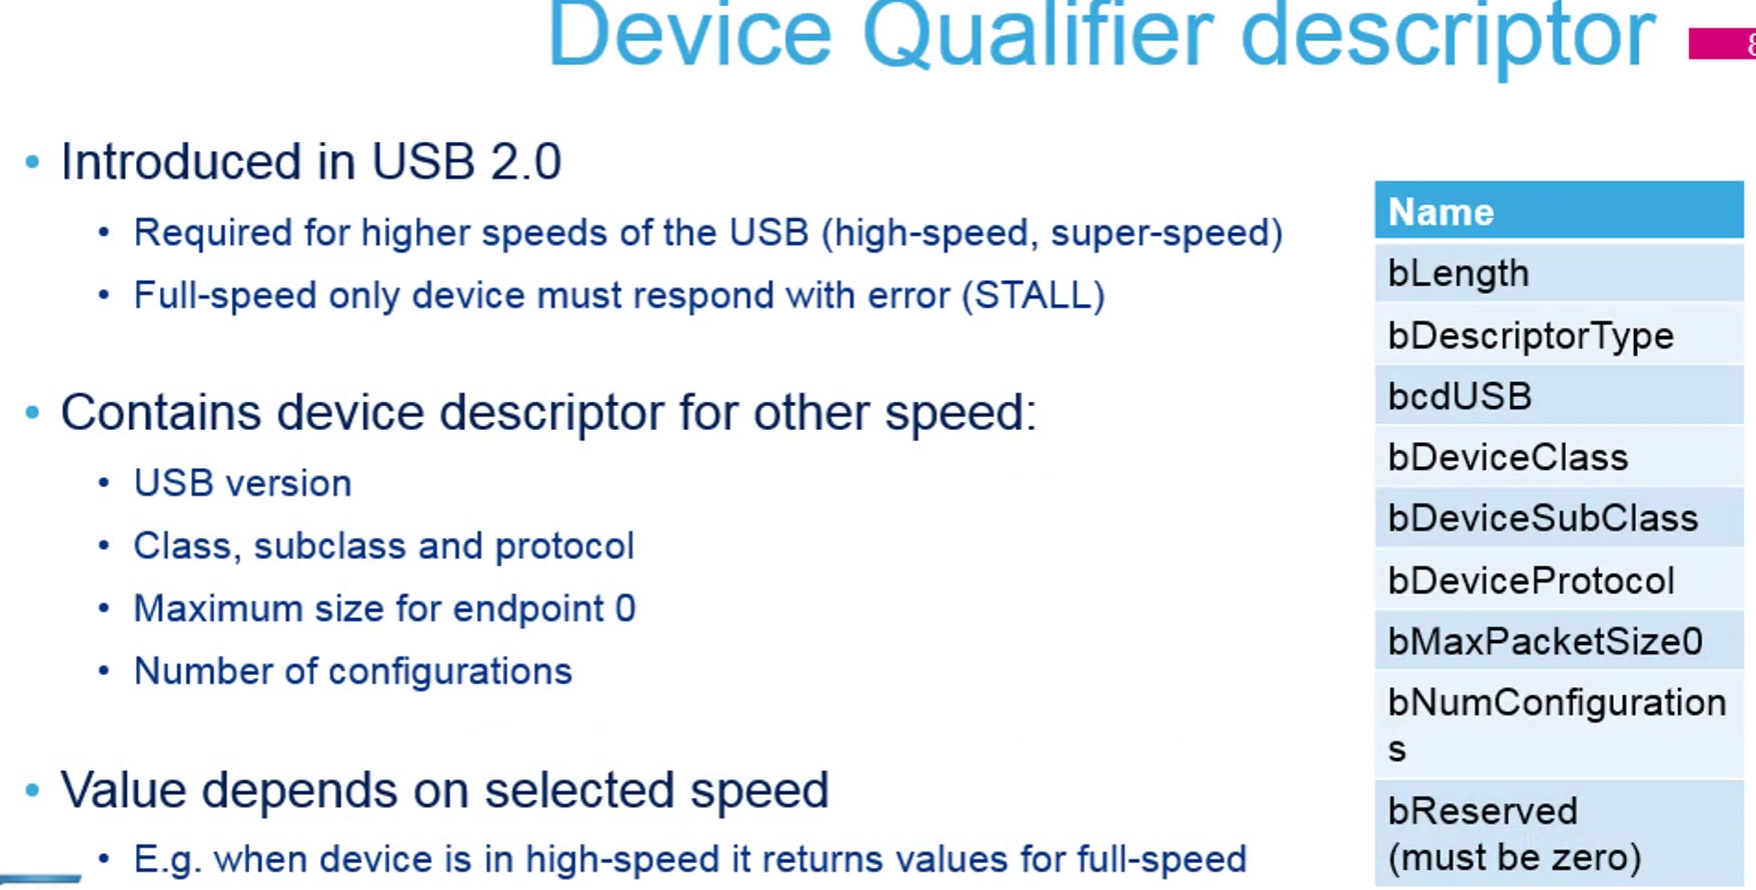 Device Qualifier descriptor
8
• Introduced in USB 2.0
• Required for higher speeds of the USB (high-speed, super-speed)
• Full-speed only device must respond with error (STALL)
• Contains device descriptor for other speed:
• USB version
• Class, subclass and protocol
• Maximum size for endpoint 0
• Number of configurations
• Value depends on selected speed
• E.g. when device is in high-speed it returns values for full-speed
Name
bLength
bDescriptorType
bcdUSB
bDeviceClass
bDeviceSubClass
bDeviceProtocol
bMaxPacketSize0
bNumConfiguration
s
bReserved
(must be zero)